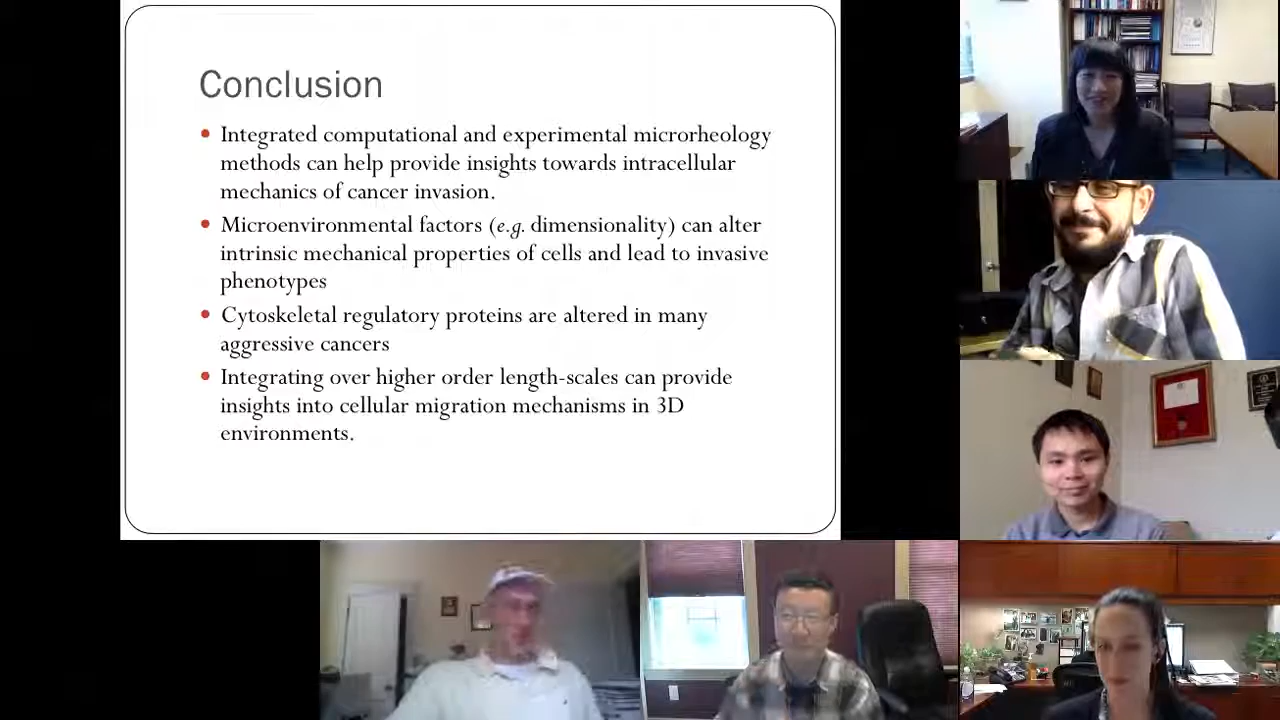 Conclusion
Integrated computational and experimental microrheology
methods can help provide insights towards intracellular
mechanics of cancer invasion.
Microenvironmental factors (e.g. dimensionality) can alter
intrinsic mechanical properties of cells and lead to invasive
phenotypes
Cytoskeletal regulatory proteins are altered in many
aggressive cancers
Integrating over higher order length-scales can provide
insights into cellular migration mechanisms in 3D
environments.